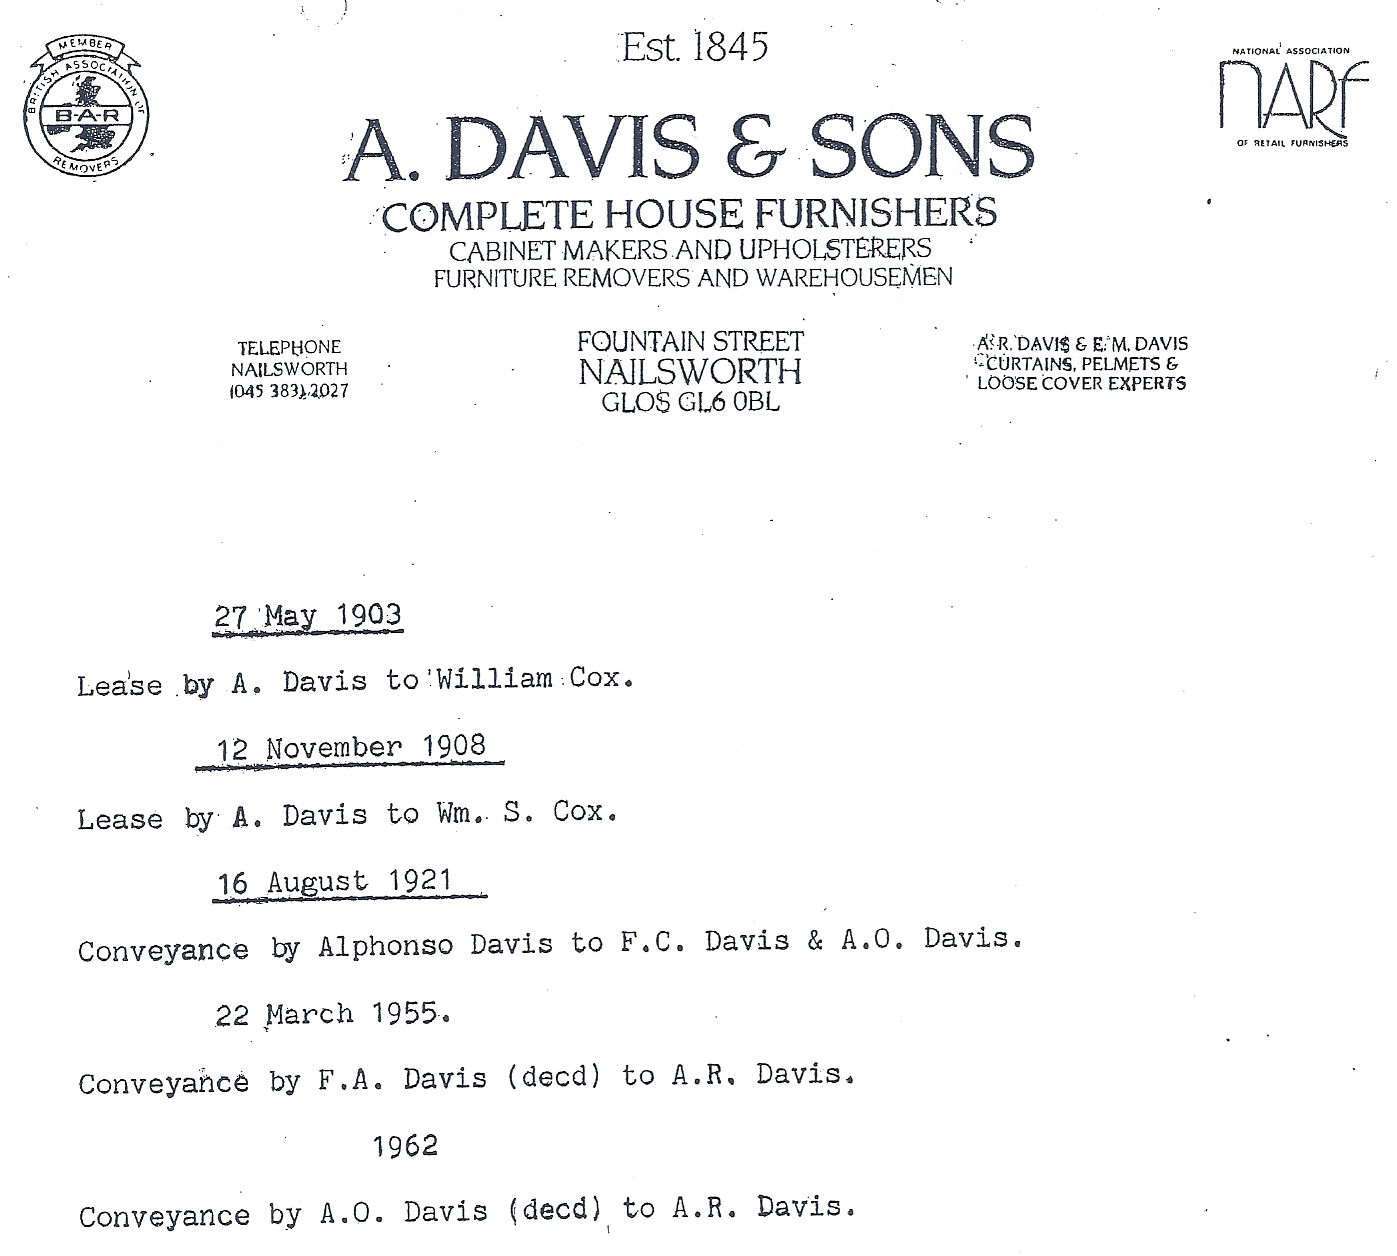 MEMBER
BRITISH ASSOCIATION OF
B-A-R
REMOVERS
Est. 1845
NATIONAL ASSOCIATION
NARF
OF RETAIL FURNISHERS
A. DAVIS & SONS
COMPLETE HOUSE FURNISHERS
CABINET MAKERS AND UPHOLSTERERS
FURNITURE REMOVERS AND WAREHOUSEMEN
TELEPHONE
NAILSWORTH
(045 383) 2027
FOUNTAIN STREET
NAILSWORTH
GLOS GL6 0BL
A. R. DAVIS & E. M. DAVIS
CURTAINS, PELMETS &
LOOSE COVER EXPERTS
27 May 1903
Lease by A. Davis to William Cox.
12 November 1908
Lease by A. Davis to Wm. S. Cox.
16 August 1921
Conveyance by Alphonso Davis to F.C. Davis & A.O. Davis.
22 March 1955.
Conveyance by F.A. Davis (decd) to A.R. Davis.
1962
Conveyance by A.O. Davis (decd) to A.R. Davis.